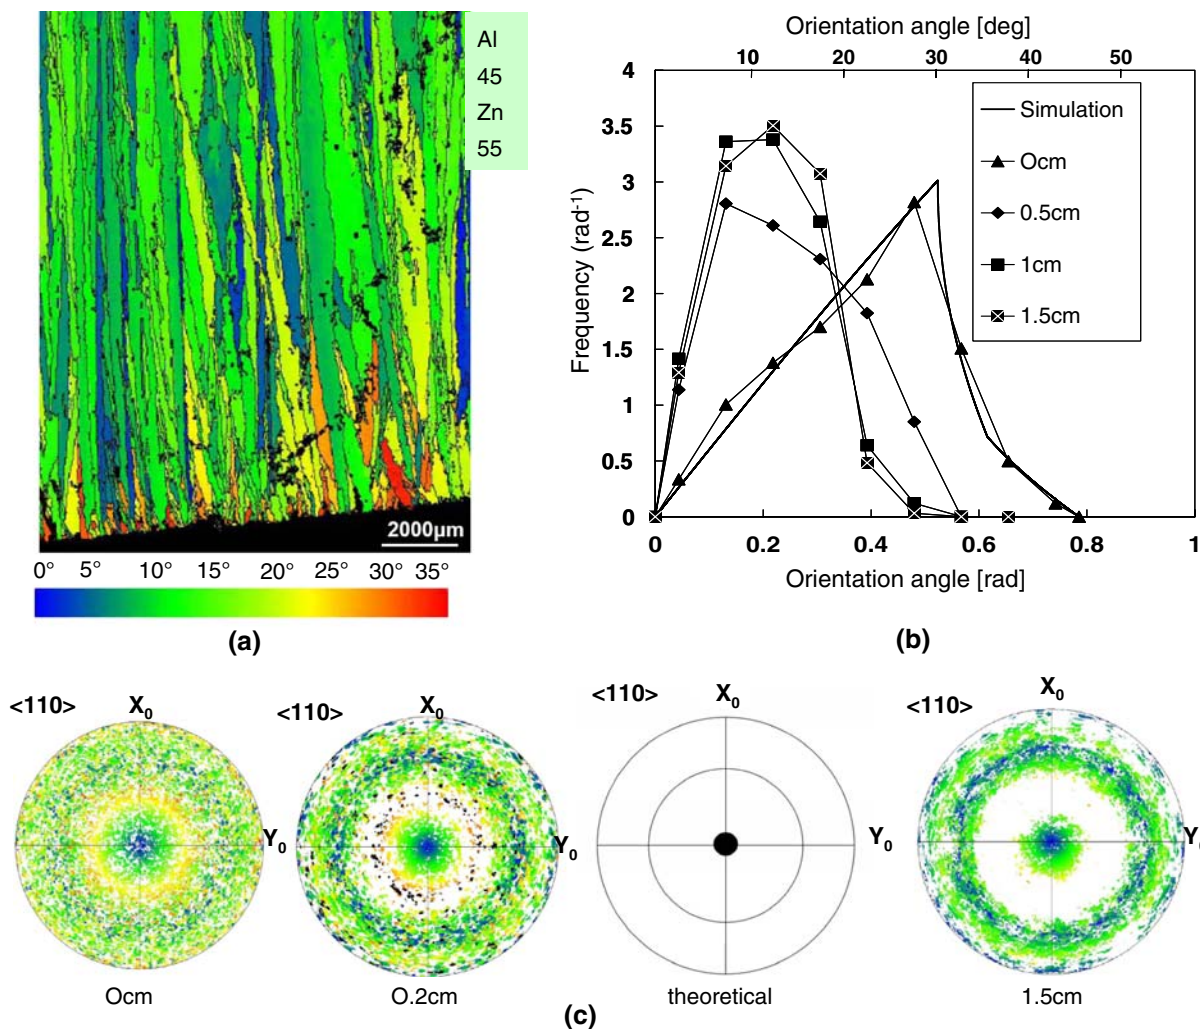 Al
45
Zn
55
2000µm
0° 5° 10° 15° 20° 25° 30° 35°
(a)
Orientation angle [deg]
10 20 30 40 50
4
3.5
3
2.5
2
1.5
1
0.5
0
Frequency (rad-1)
Simulation
Ocm
0.5cm
1cm
1.5cm
0 0.2 0.4 0.6 0.8 1
Orientation angle [rad]
(b)
<110> X0
Y0
Ocm
<110> X0
Y0
O.2cm
<110> X0
Y0
theoretical
<110> X0
Y0
1.5cm
(c)